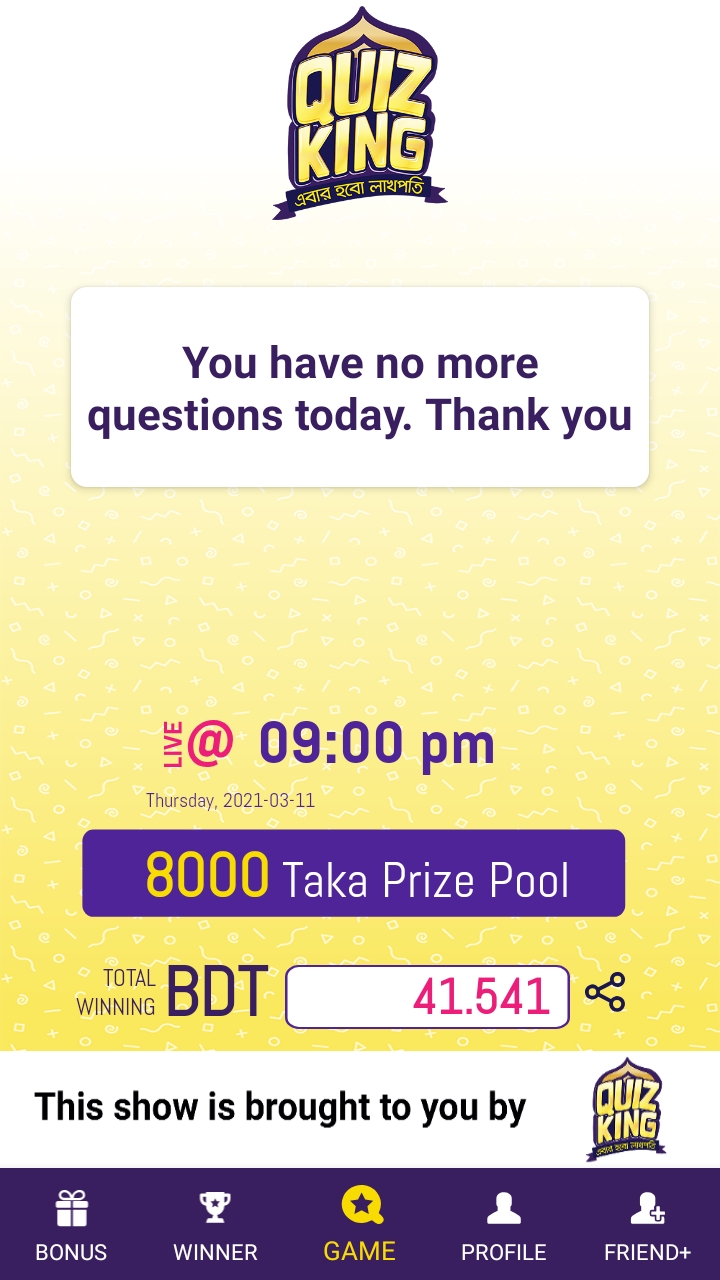 QUIZ
KING
এবার হবো লাখপতি
You have no more
questions today. Thank you
LIVE @ 09:00 pm
Thursday, 2021-03-11
8000 Taka Prize Pool
TOTAL
WINNING BDT 41.541
This show is brought to you by
QUIZ
KING
এবার হবো লাখপতি
BONUS WINNER GAME PROFILE FRIEND+